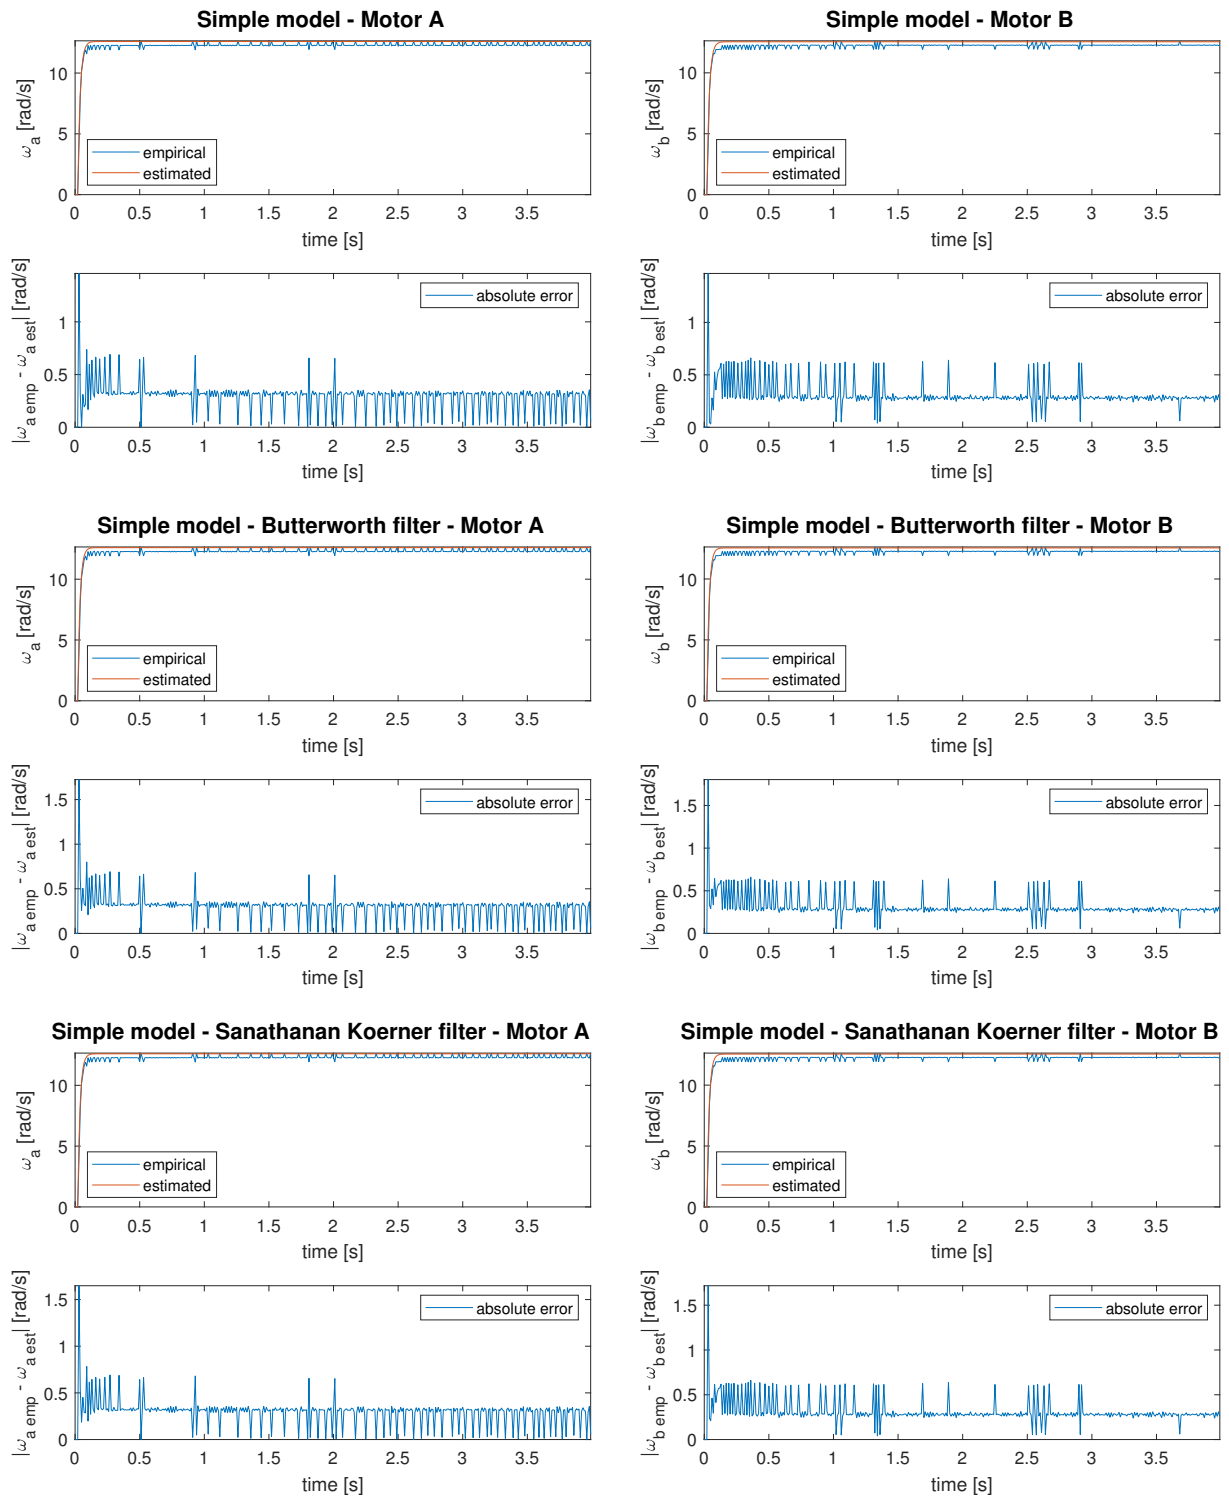 Simple model - Motor A
ω_a [rad/s]
10
5
0
empirical
estimated
0 0.5 1 1.5 2 2.5 3 3.5
time [s]
|ω_a emp - ω_a est| [rad/s]
1
0.5
0
absolute error
0 0.5 1 1.5 2 2.5 3 3.5
time [s]
Simple model - Motor B
ω_b [rad/s]
10
5
0
empirical
estimated
0 0.5 1 1.5 2 2.5 3 3.5
time [s]
|ω_b emp - ω_b est| [rad/s]
1
0.5
0
absolute error
0 0.5 1 1.5 2 2.5 3 3.5
time [s]
Simple model - Butterworth filter - Motor A
ω_a [rad/s]
10
5
0
empirical
estimated
0 0.5 1 1.5 2 2.5 3 3.5
time [s]
|ω_a emp - ω_a est| [rad/s]
1.5
1
0.5
0
absolute error
0 0.5 1 1.5 2 2.5 3 3.5
time [s]
Simple model - Butterworth filter - Motor B
ω_b [rad/s]
10
5
0
empirical
estimated
0 0.5 1 1.5 2 2.5 3 3.5
time [s]
|ω_b emp - ω_b est| [rad/s]
1.5
1
0.5
0
absolute error
0 0.5 1 1.5 2 2.5 3 3.5
time [s]
Simple model - Sanathanan Koerner filter - Motor A
ω_a [rad/s]
10
5
0
empirical
estimated
0 0.5 1 1.5 2 2.5 3 3.5
time [s]
|ω_a emp - ω_a est| [rad/s]
1.5
1
0.5
0
absolute error
0 0.5 1 1.5 2 2.5 3 3.5
time [s]
Simple model - Sanathanan Koerner filter - Motor B
ω_b [rad/s]
10
5
0
empirical
estimated
0 0.5 1 1.5 2 2.5 3 3.5
time [s]
|ω_b emp - ω_b est| [rad/s]
1.5
1
0.5
0
absolute error
0 0.5 1 1.5 2 2.5 3 3.5
time [s]